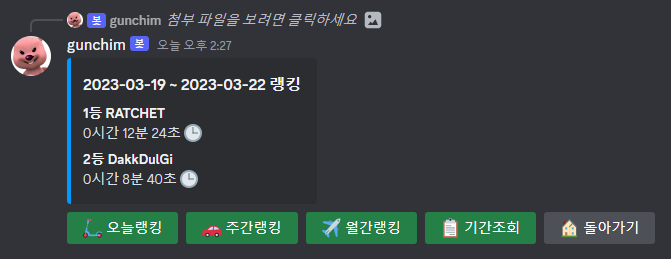 봇 gunchim 첨부 파일을 보려면 클릭하세요
gunchim 봇 오늘 오후 2:27
2023-03-19 ~ 2023-03-22 랭킹
1등 RATCHET
0시간 12분 24초
2등 DakkDulGi
0시간 8분 40초
오늘랭킹 주간랭킹 월간랭킹 기간조회 돌아가기